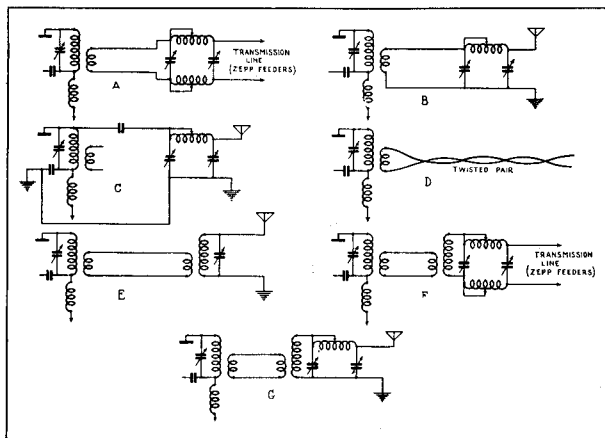 TRANSMISSION
LINE
(ZEPP FEEDERS)
A
B
C
TWISTED PAIR
D
E
TRANSMISSION
LINE
(ZEPP FEEDERS)
F
G